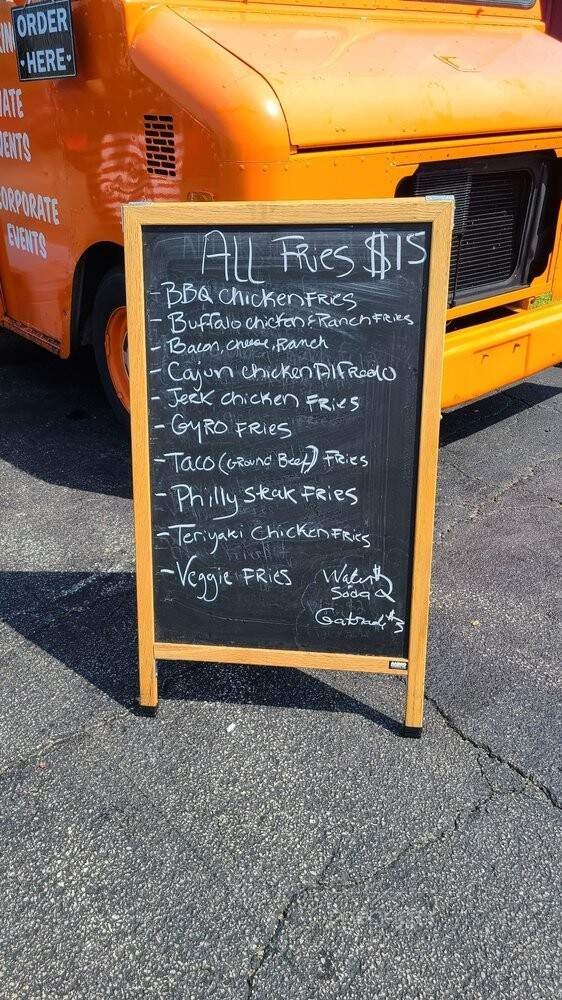 ORDER
HERE
ATE
ENTS
ORPORATE
EVENTS
ALL FRies $15
-BBQ chicken FRies
-Buffalo chicken & Ranch FRies
-Bacon, cheese, Ranch
-Cajun chicken AlFRedo
-Jerk chicken FRies
-GyRO FRIES
-Taco (GRound Beef) FRies
-Philly steak FRIES
-Teriyaki chicken FRIES
-Veggie FRIES
Water $2
Soda 2
Gatorade $3